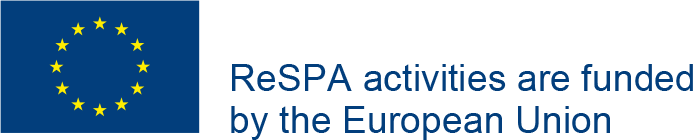 ReSPA activities are funded
by the European Union